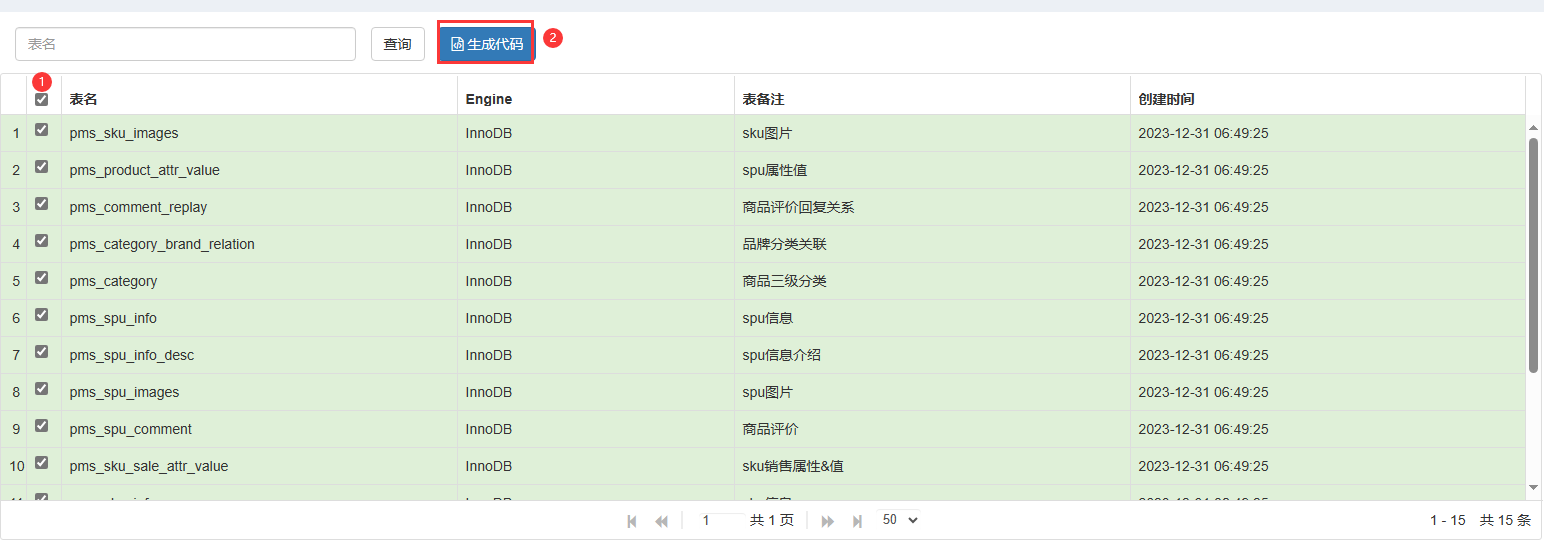 表名 查询 生成代码 2
1
表名 Engine 表备注 创建时间
1 pms_sku_images InnoDB sku图片 2023-12-31 06:49:25
2 pms_product_attr_value InnoDB spu属性值 2023-12-31 06:49:25
3 pms_comment_replay InnoDB 商品评价回复关系 2023-12-31 06:49:25
4 pms_category_brand_relation InnoDB 品牌分类关联 2023-12-31 06:49:25
5 pms_category InnoDB 商品三级分类 2023-12-31 06:49:25
6 pms_spu_info InnoDB spu信息 2023-12-31 06:49:25
7 pms_spu_info_desc InnoDB spu信息介绍 2023-12-31 06:49:25
8 pms_spu_images InnoDB spu图片 2023-12-31 06:49:25
9 pms_spu_comment InnoDB 商品评价 2023-12-31 06:49:25
10 pms_sku_sale_attr_value InnoDB sku销售属性&值 2023-12-31 06:49:25
1 共 1 页 50 1 - 15 共 15 条